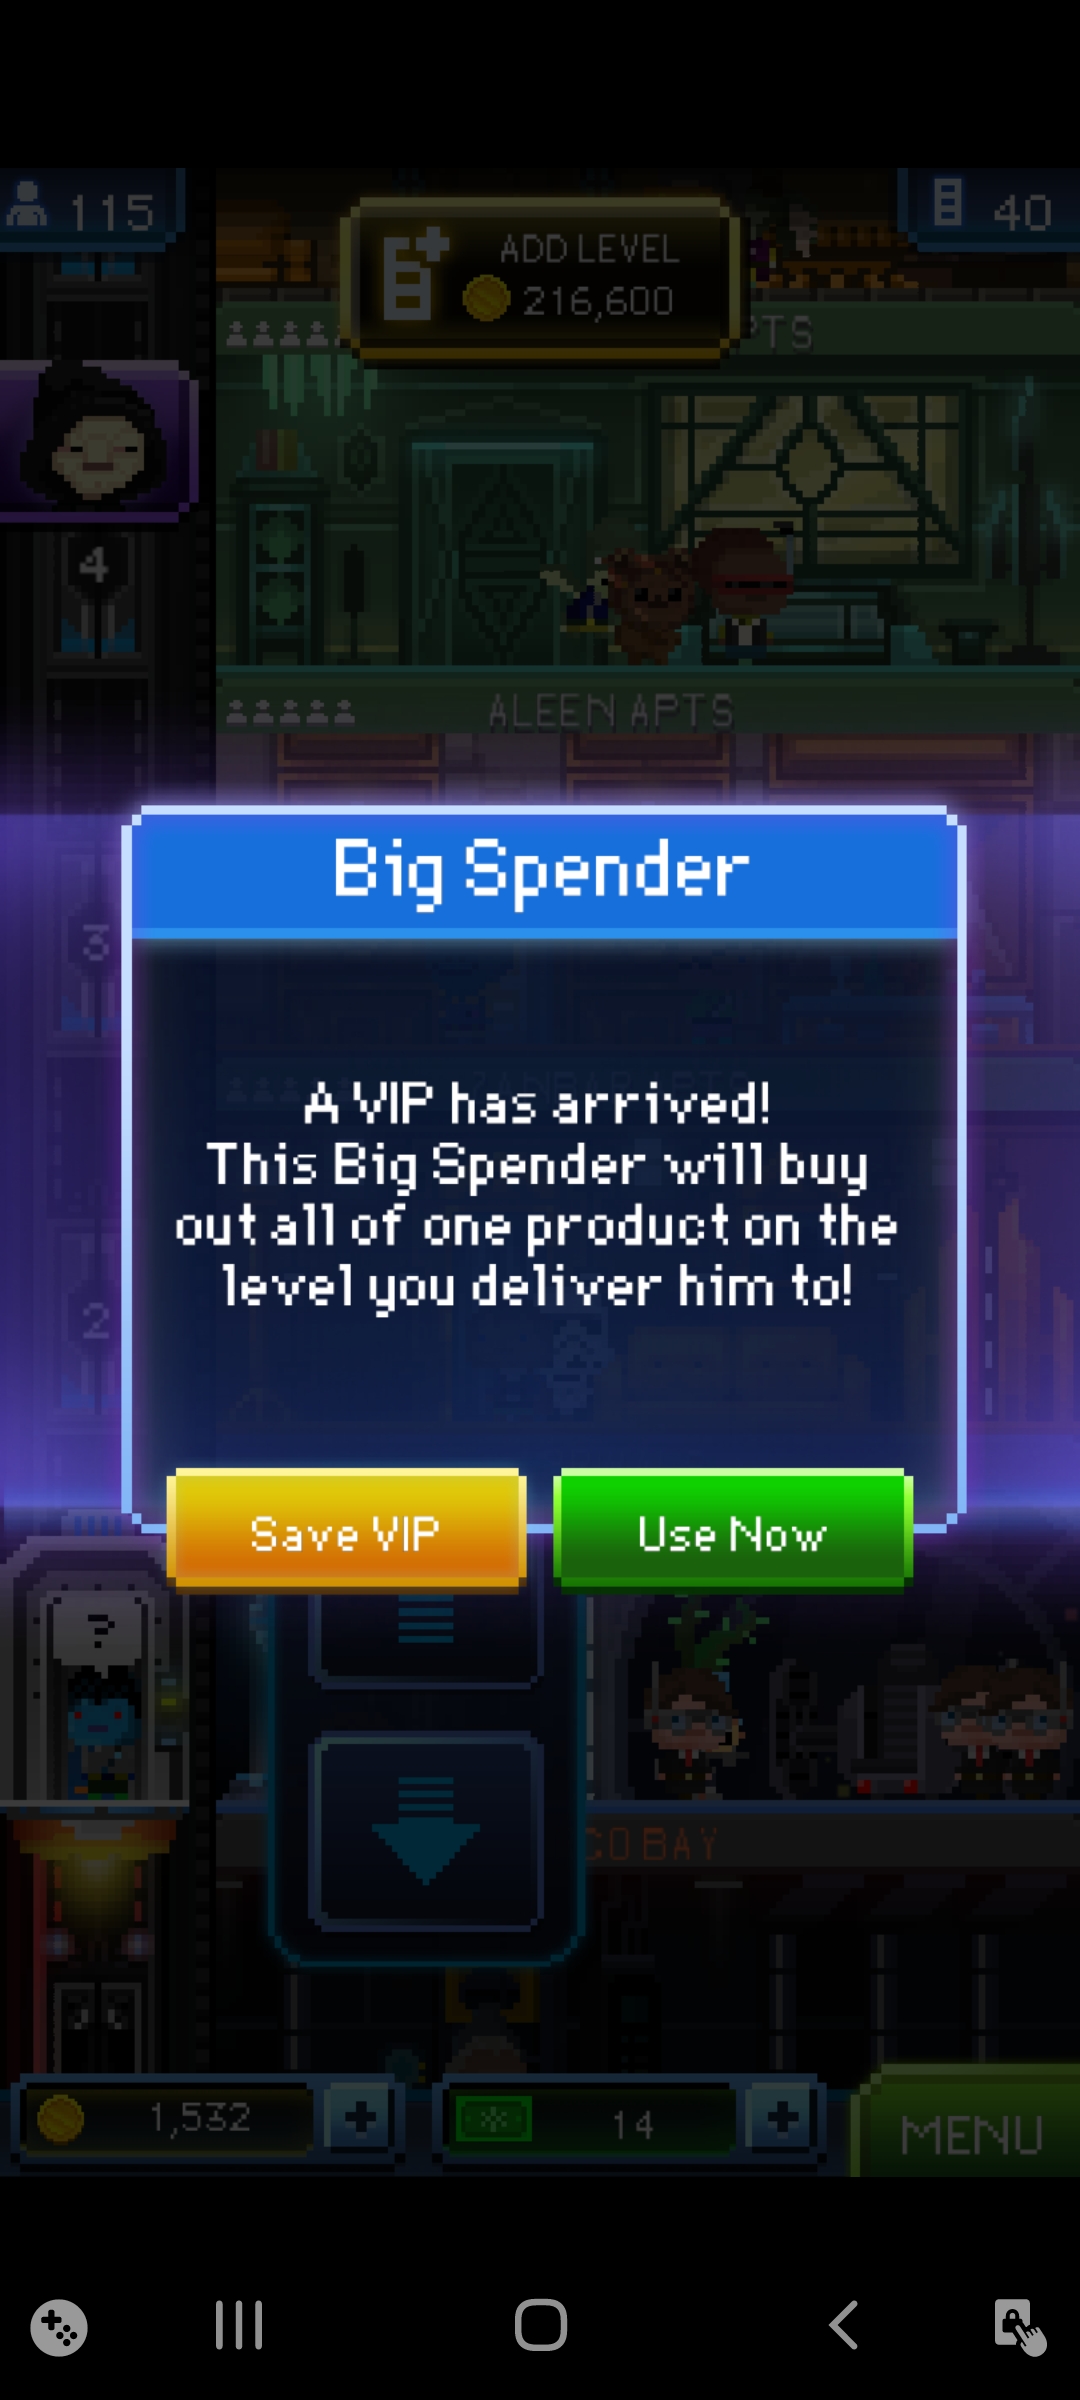 115
ADD LEVEL
216,600
40
PTS
4
ALEEN APTS
Big Spender
3
A VIP has arrived!
This Big Spender will buy
out all of one product on the
level you deliver him to!
2
Save VIP
Use Now
?
CO BAY
1,532
14
MENU